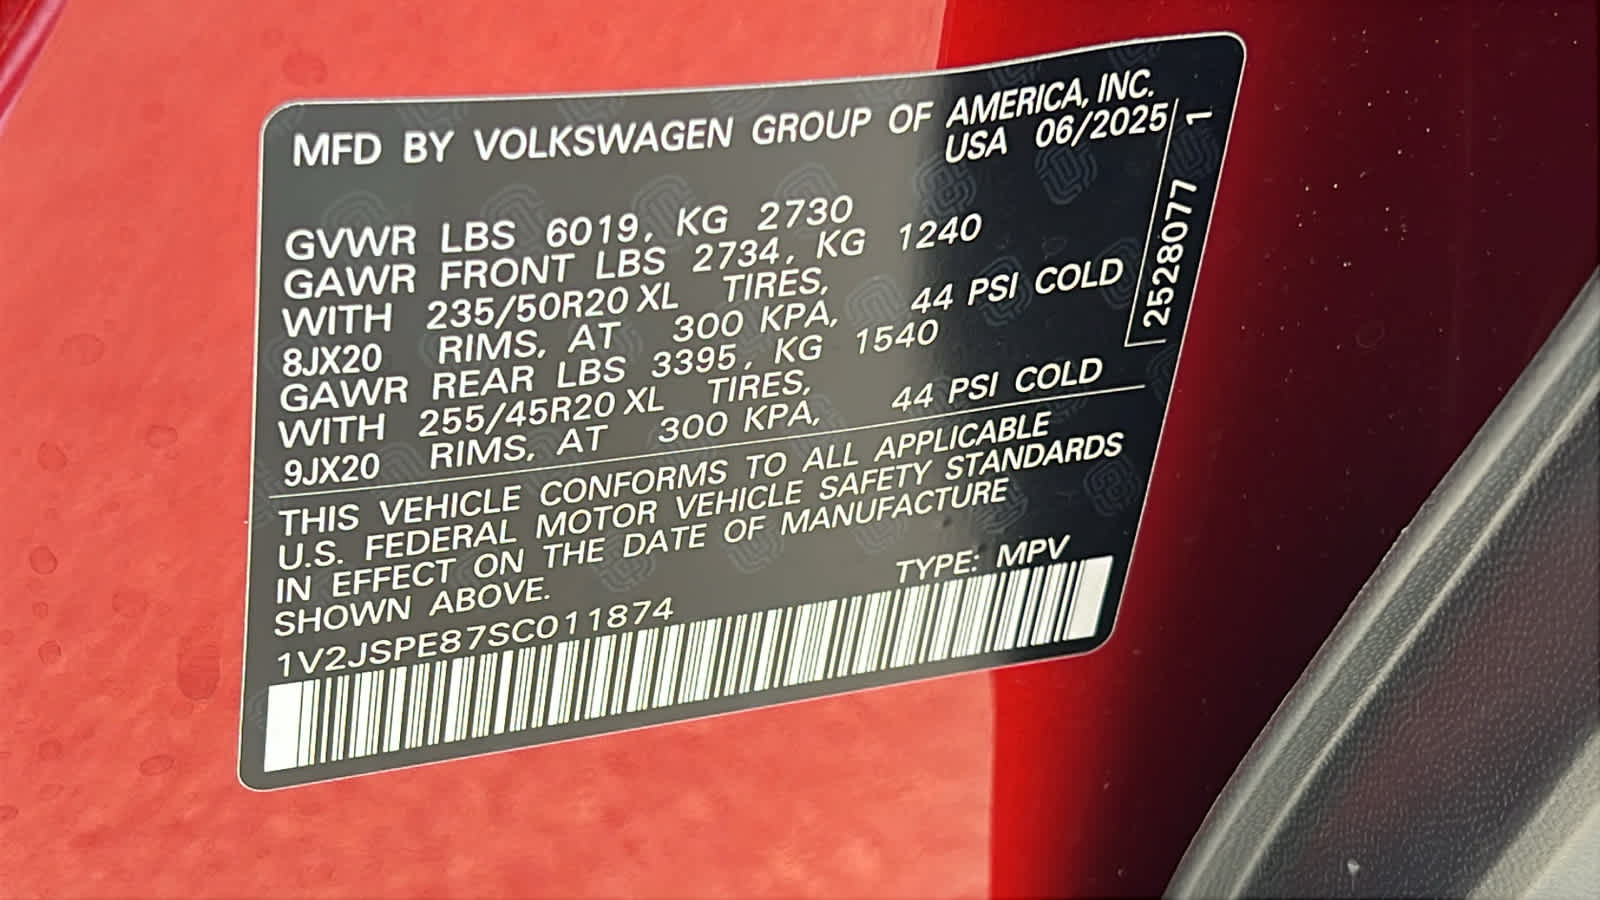 MFD BY VOLKSWAGEN GROUP OF AMERICA, INC.
USA 06/2025
GVWR LBS 6019, KG 2730
GAWR FRONT LBS 2734, KG 1240
WITH 235/50R20 XL TIRES,
8JX20 RIMS, AT 300 KPA, 44 PSI COLD
GAWR REAR LBS 3395, KG 1540
WITH 255/45R20 XL TIRES,
9JX20 RIMS, AT 300 KPA, 44 PSI COLD
THIS VEHICLE CONFORMS TO ALL APPLICABLE
U.S. FEDERAL MOTOR VEHICLE SAFETY STANDARDS
IN EFFECT ON THE DATE OF MANUFACTURE
SHOWN ABOVE.
TYPE: MPV
1V2JSPE87SC011874
25280771 1